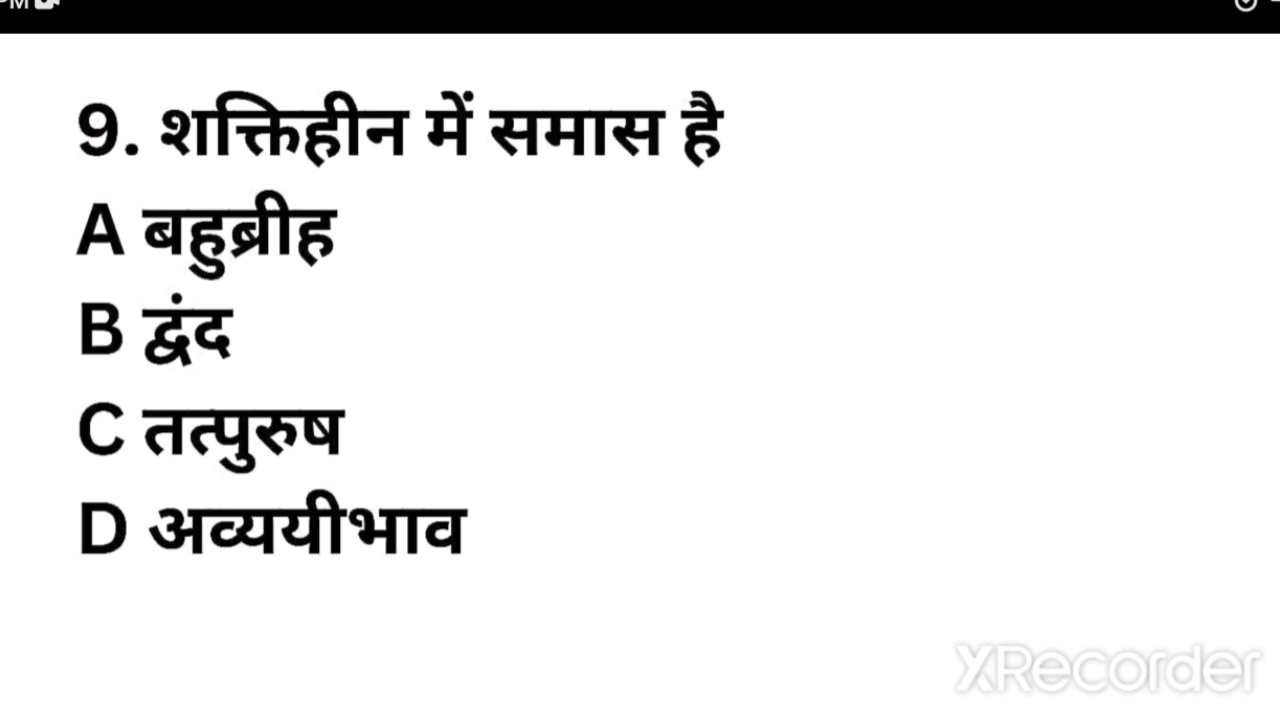 9. शक्तिहीन में समास है
A बहुब्रीह
B द्वंद
C तत्पुरुष
D अव्ययीभाव
XRecorder